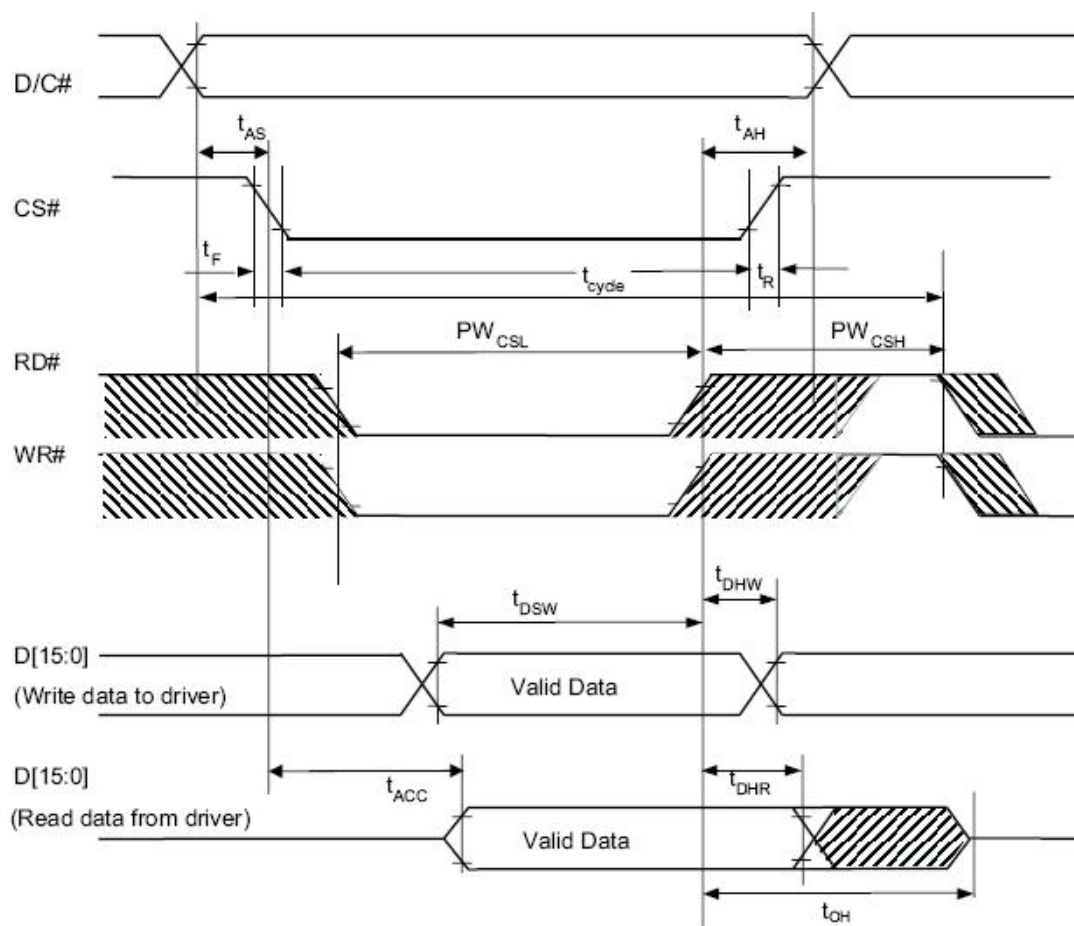 D/C#
tAS
tAH
CS#
tF
tcycle
tR
PWCSL
PWCSH
RD#
WR#
tDHW
tDSW
D[15:0]
(Write data to driver)
Valid Data
D[15:0]
(Read data from driver)
tACC
tDHR
Valid Data
tOH